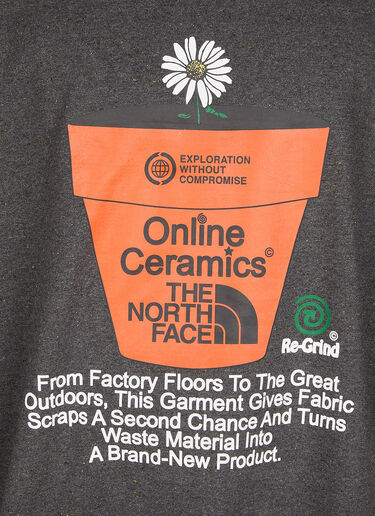 EXPLORATION
WITHOUT
COMPROMISE
Online
Ceramics ©
THE
NORTH
FACE
©
Re-Grind
From Factory Floors To The Great
Outdoors, This Garment Gives Fabric
Scraps A Second Chance And Turns
Waste Material Into
A Brand-New Product.